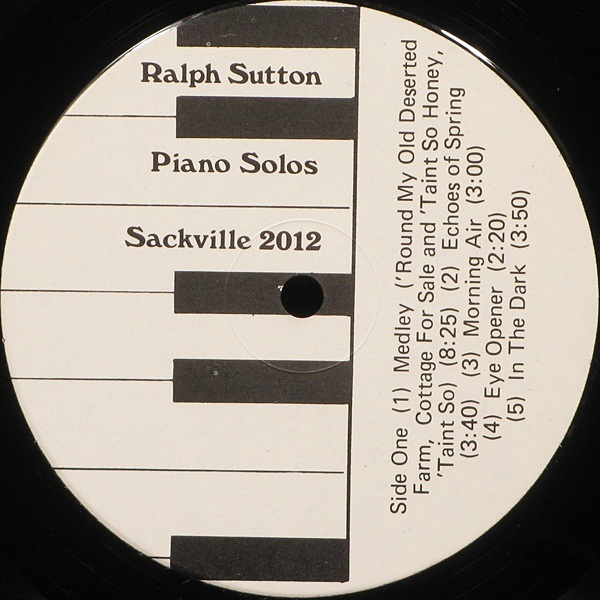 Ralph Sutton
Piano Solos
Sackville 2012
Side One (1) Medley ('Round My Old Deserted
Farm, Cottage For Sale and 'Taint So Honey,
'Taint So) (8:25) (2) Echoes of Spring
(3:40) (3) Morning Air (3:00)
(4) Eye Opener (2:20)
(5) In The Dark (3:50)